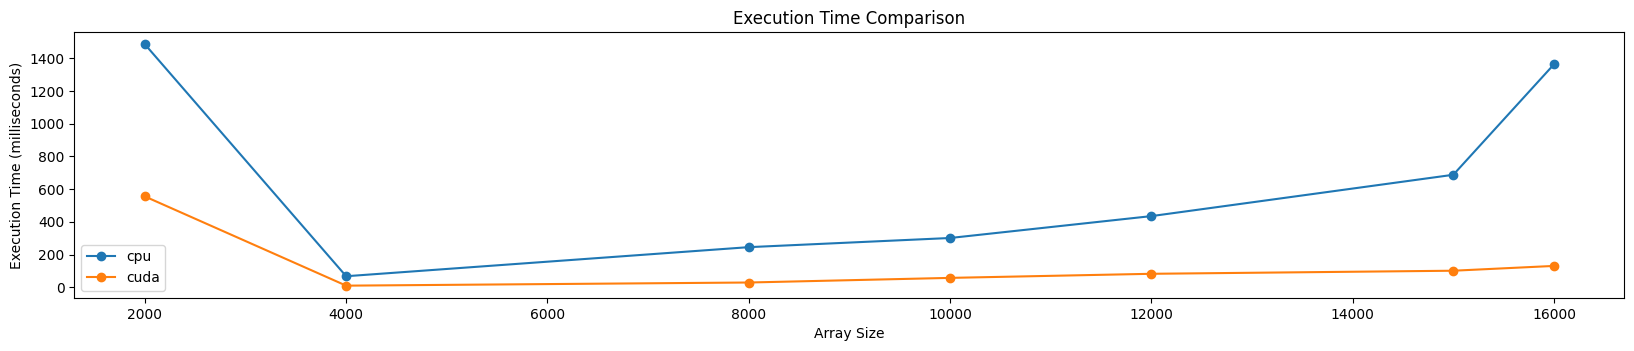 Execution Time Comparison
Execution Time (milliseconds)
1400
1200
1000
800
600
400
200
0
cpu
cuda
2000 4000 6000 8000 10000 12000 14000 16000
Array Size